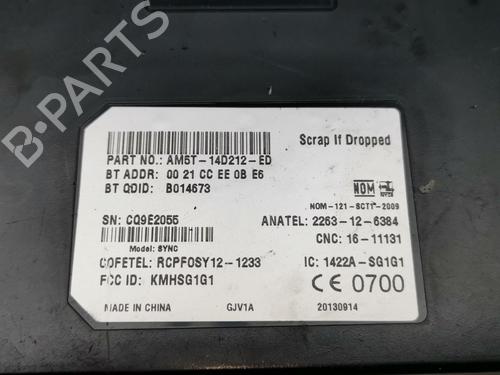 Scrap If Dropped
PART NO.: AM5T-14D212-ED
BT ADDR: 00 21 CC EE 0B E6
BT QDID: B014673
NOM
NOM-121-SCT1-2009
SN: CQ9E2055
ANATEL: 2263-12-6384
Model: SYNC
CNC: 16-11131
COFETEL: RCPFOSY12-1233
IC: 1422A-SG1G1
FCC ID: KMHSG1G1
CE 0700
MADE IN CHINA GJV1A 20130914
B-PARTS